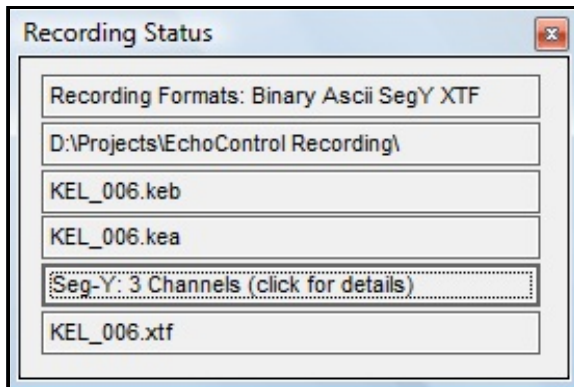 Recording Status
Recording Formats: Binary Ascii SegY XTF
D:\Projects\EchoControl Recording\
KEL_006.keb
KEL_006.kea
Seg-Y: 3 Channels (click for details)
KEL_006.xtf